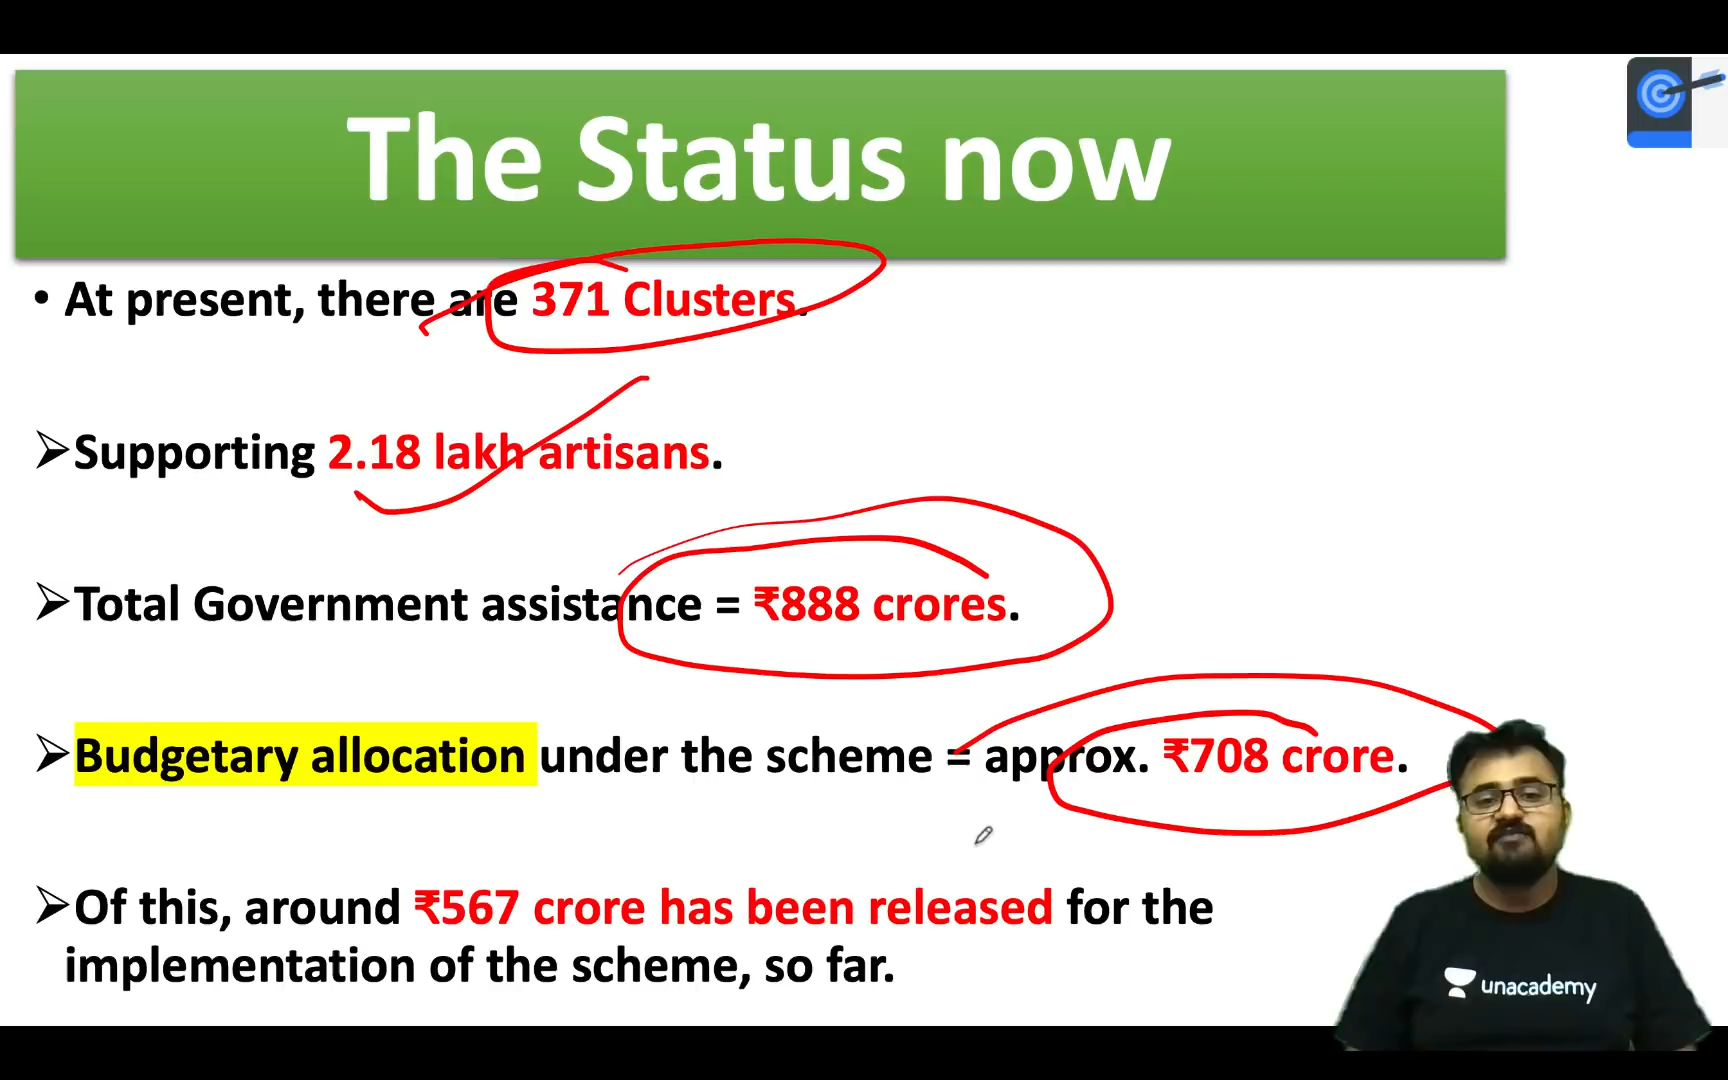 The Status now
• At present, there are 371 Clusters.
➢Supporting 2.18 lakh artisans.
➢Total Government assistance = ₹888 crores.
➢Budgetary allocation under the scheme = approx. ₹708 crore.
➢Of this, around ₹567 crore has been released for the
implementation of the scheme, so far.
unacademy